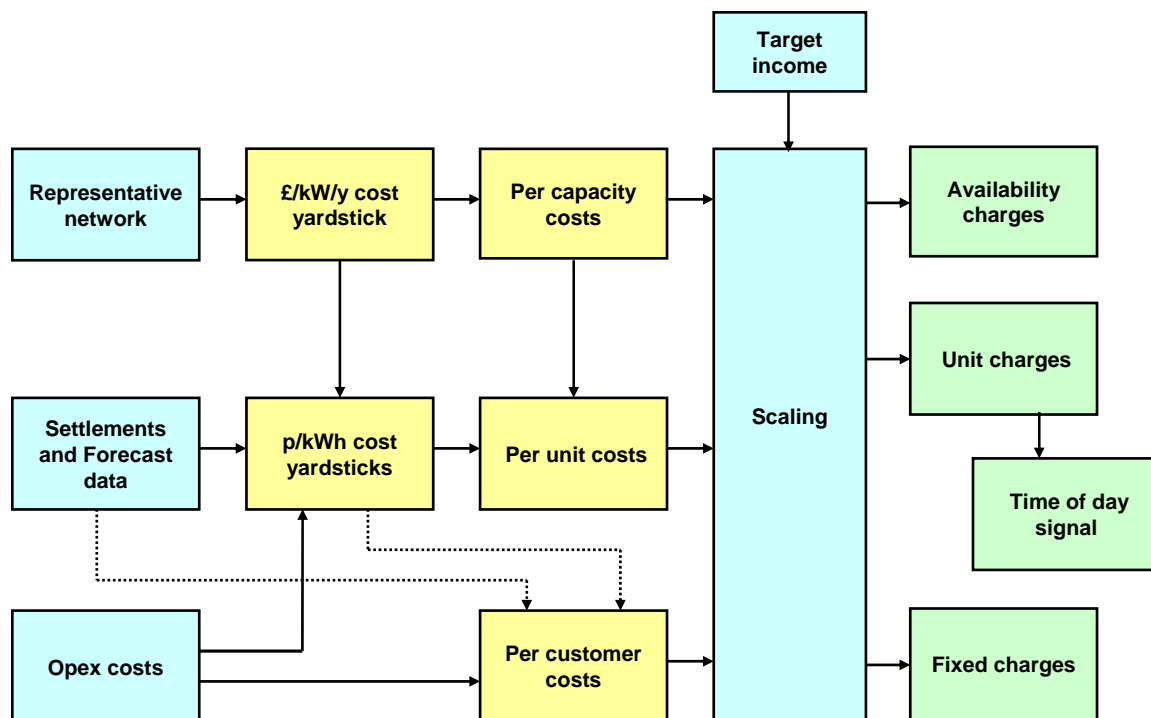 Target
income
Representative
network
£/kW/y cost
yardstick
Per capacity
costs
Availability
charges
Unit charges
Settlements
and Forecast
data
p/kWh cost
yardsticks
Per unit costs
Scaling
Time of day
signal
Opex costs
Per customer
costs
Fixed charges